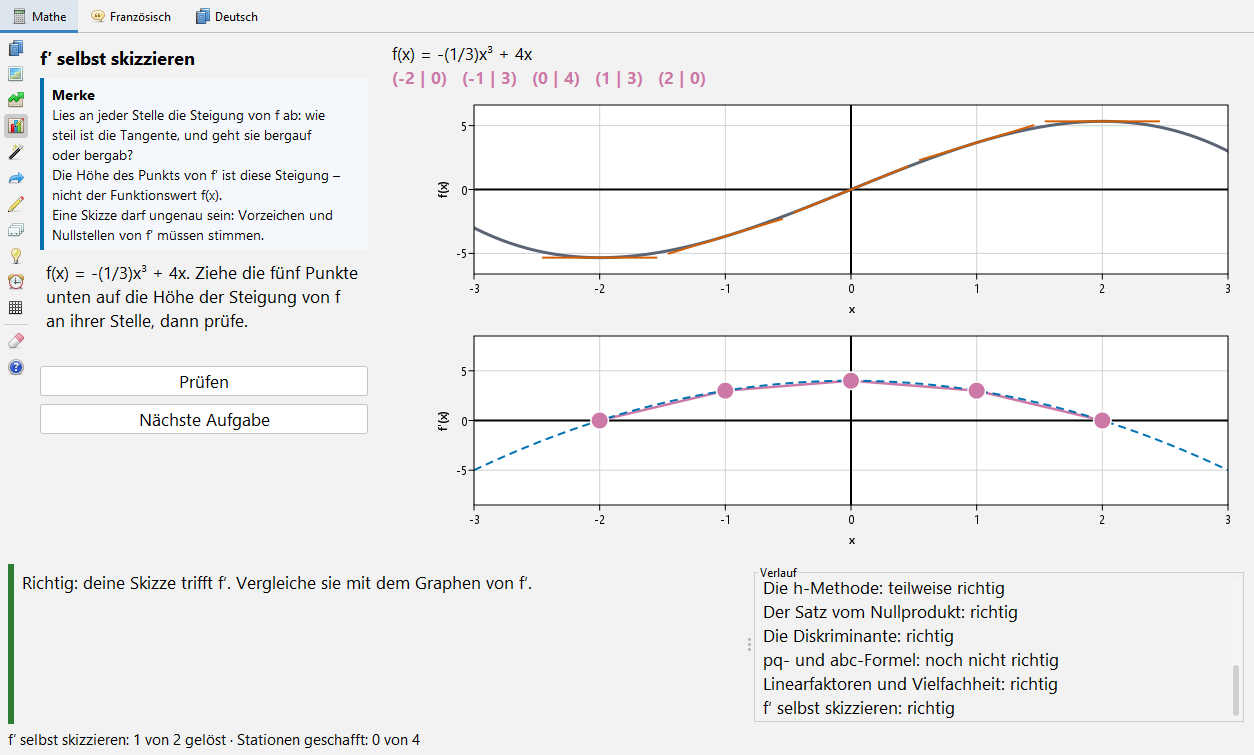 Mathe
Französisch
Deutsch
f′ selbst skizzieren
Merke
Lies an jeder Stelle die Steigung von f ab: wie
steil ist die Tangente, und geht sie bergauf
oder bergab?
Die Höhe des Punkts von f′ ist diese Steigung –
nicht der Funktionswert f(x).
Eine Skizze darf ungenau sein: Vorzeichen und
Nullstellen von f′ müssen stimmen.
f(x) = -(1/3)x³ + 4x. Ziehe die fünf Punkte
unten auf die Höhe der Steigung von f
an ihrer Stelle, dann prüfe.
Prüfen
Nächste Aufgabe
f(x) = -(1/3)x³ + 4x
(-2 | 0) (-1 | 3) (0 | 4) (1 | 3) (2 | 0)
f(x)
5
0
-5
-3 -2 -1 0 1 2 3
x
f′(x)
5
0
-5
-3 -2 -1 0 1 2 3
x
Richtig: deine Skizze trifft f′. Vergleiche sie mit dem Graphen von f′.
Verlauf
Die h-Methode: teilweise richtig
Der Satz vom Nullprodukt: richtig
Die Diskriminante: richtig
pq- und abc-Formel: noch nicht richtig
Linearfaktoren und Vielfachheit: richtig
f′ selbst skizzieren: richtig
f′ selbst skizzieren: 1 von 2 gelöst · Stationen geschafft: 0 von 4